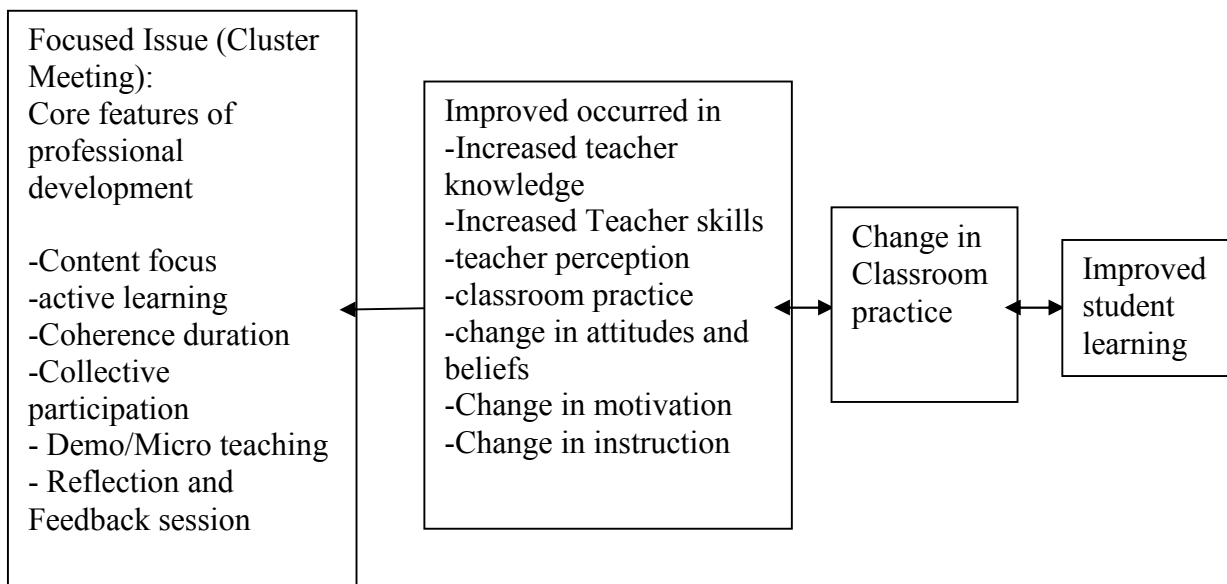 Focused Issue (Cluster
Meeting):
Core features of
professional
development
-Content focus
-active learning
-Coherence duration
-Collective
participation
- Demo/Micro teaching
- Reflection and
Feedback session
Improved occurred in
-Increased teacher
knowledge
-Increased Teacher skills
-teacher perception
-classroom practice
-change in attitudes and
beliefs
-Change in motivation
-Change in instruction
Change in
Classroom
practice
Improved
student
learning